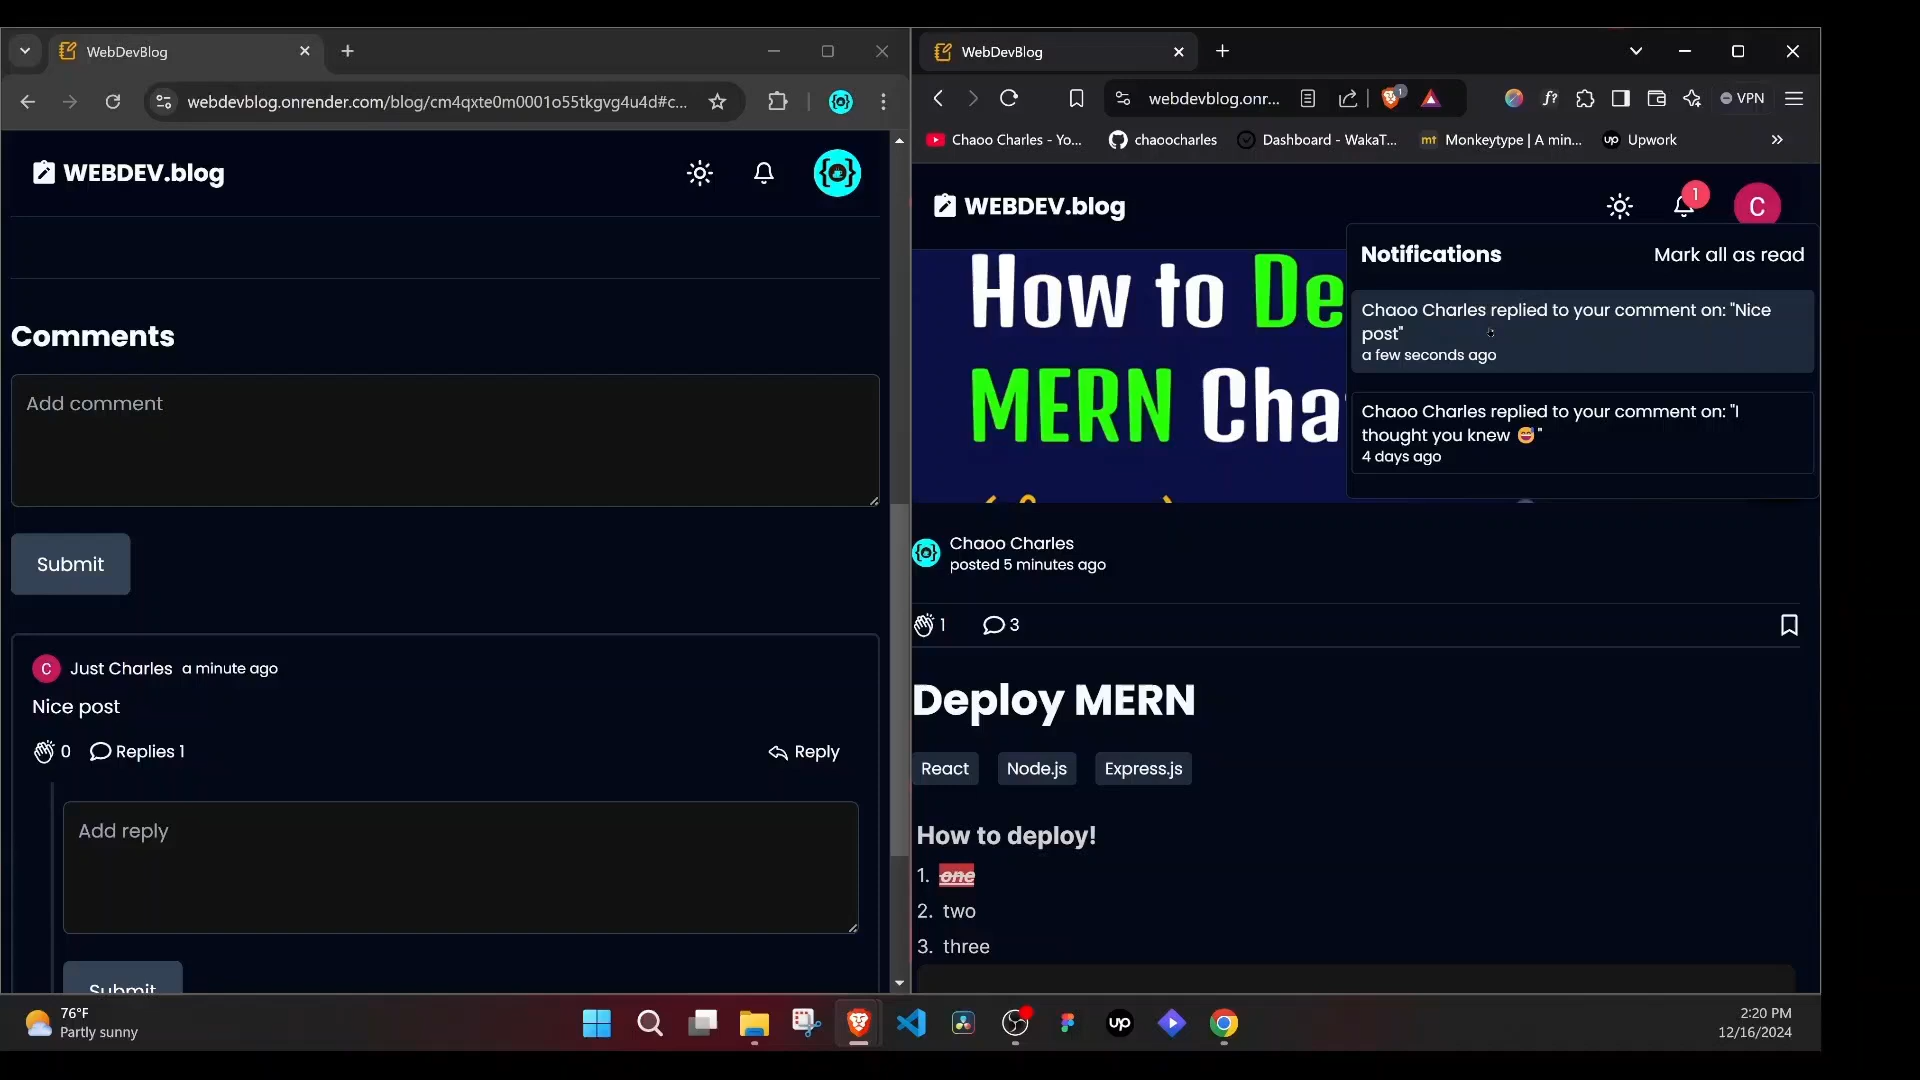 WebDevBlog
webdevblog.onrender.com/blog/cm4qxte0m0001o55tkgvg4u4d#c...
WEBDEV.blog
Comments
Add comment
Submit
C
Just Charles a minute ago
Nice post
0 Replies 1
Reply
Add reply
Submit
WebDevBlog
webdevblog.onr...
1
f?
VPN
Chaoo Charles - Yo...
chaoocharles
Dashboard - WakaT...
mt Monkeytype | A min...
up Upwork
WEBDEV.blog
1
C
Notifications
Mark all as read
Chaoo Charles replied to your comment on: "Nice
post"
a few seconds ago
Chaoo Charles replied to your comment on: "I
thought you knew 😅"
4 days ago
How to De
MERN Cha
Chaoo Charles
posted 5 minutes ago
1 3
Deploy MERN
React Node.js Express.js
How to deploy!
1. one
2. two
3. three
76°F
Partly sunny
up
2:20 PM
12/16/2024